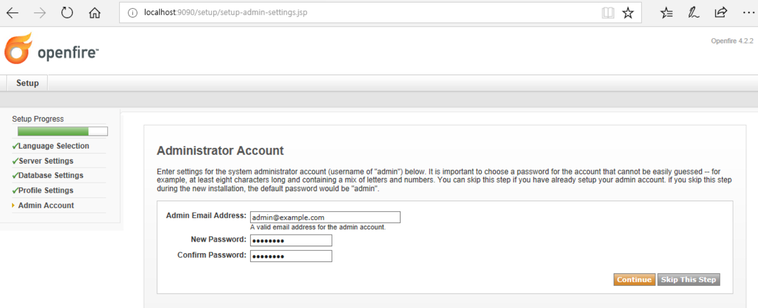 localhost:9090/setup/setup-admin-settings.jsp
openfire™
Openfire 4.2.2
Setup
Setup Progress
Language Selection
Server Settings
Database Settings
Profile Settings
Admin Account
Administrator Account
Enter settings for the system administrator account (username of "admin") below. It is important to choose a password for the account that cannot be easily guessed -- for
example, at least eight characters long and containing a mix of letters and numbers. You can skip this step if you have already setup your admin account. if you skip this step
during the new installation, the default password would be "admin".
Admin Email Address: admin@example.com
A valid email address for the admin account.
New Password: ••••••••
Confirm Password: ••••••••
Continue Skip This Step